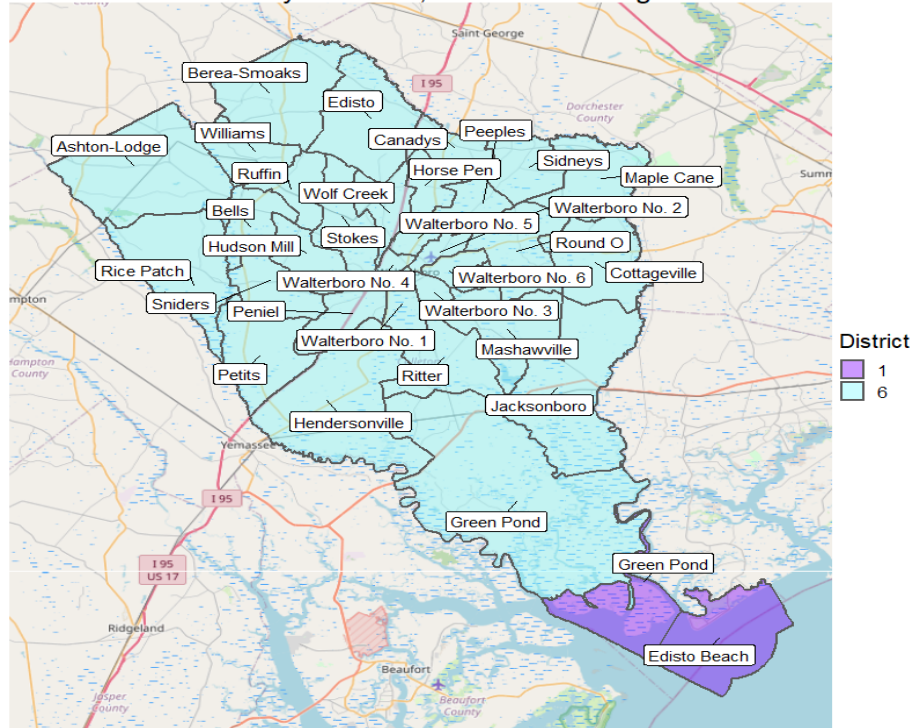 Saint George
Berea-Smoaks
I 95
Edisto
Dorchester
County
Williams
Canadys
Peeples
Ashton-Lodge
Sidneys
Horse Pen
Ruffin
Maple Cane
Summ
Wolf Creek
Bells
Walterboro No. 2
Walterboro No. 5
Stokes
Hudson Mill
Round O
Rice Patch
Cottageville
Walterboro No. 4
Walterboro No. 6
mpton
Sniders
Peniel
Walterboro No. 3
Walterboro No. 1
Mashawville
District
Hampton
County
Petits
Ritter
1
6
Jacksonboro
Hendersonville
Yemassee
I 95
Green Pond
Green Pond
I 95
US 17
Ridgeland
Edisto Beach
Beaufort
Jasper
County
Beaufort
County